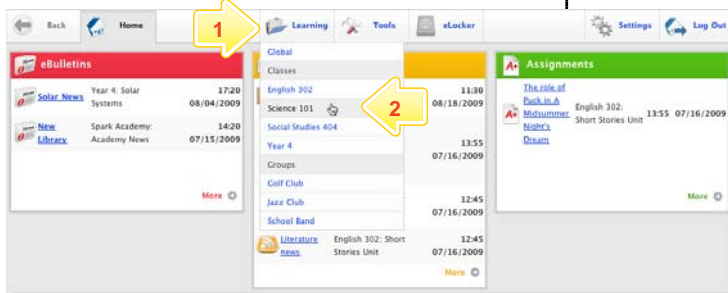 Back Home Learning Tools eLocker Settings Log Out
1
2
eBulletins
Solar News Year 4: Solar Systems 17:20 08/04/2009
New Library Spark Academy: Academy News 14:20 07/15/2009
More
Global
Classes
English 302
Science 101
Social Studies 404
Year 4
Groups
Golf Club
Jazz Club
School Band
11:30
08/18/2009
13:55
07/16/2009
12:45
07/16/2009
Literature news English 302: Short Stories Unit 12:45 07/16/2009
More
A+ Assignments
A+ The role of Puck in A Midsummer Night's Dream English 302: Short Stories Unit 13:55 07/16/2009
More